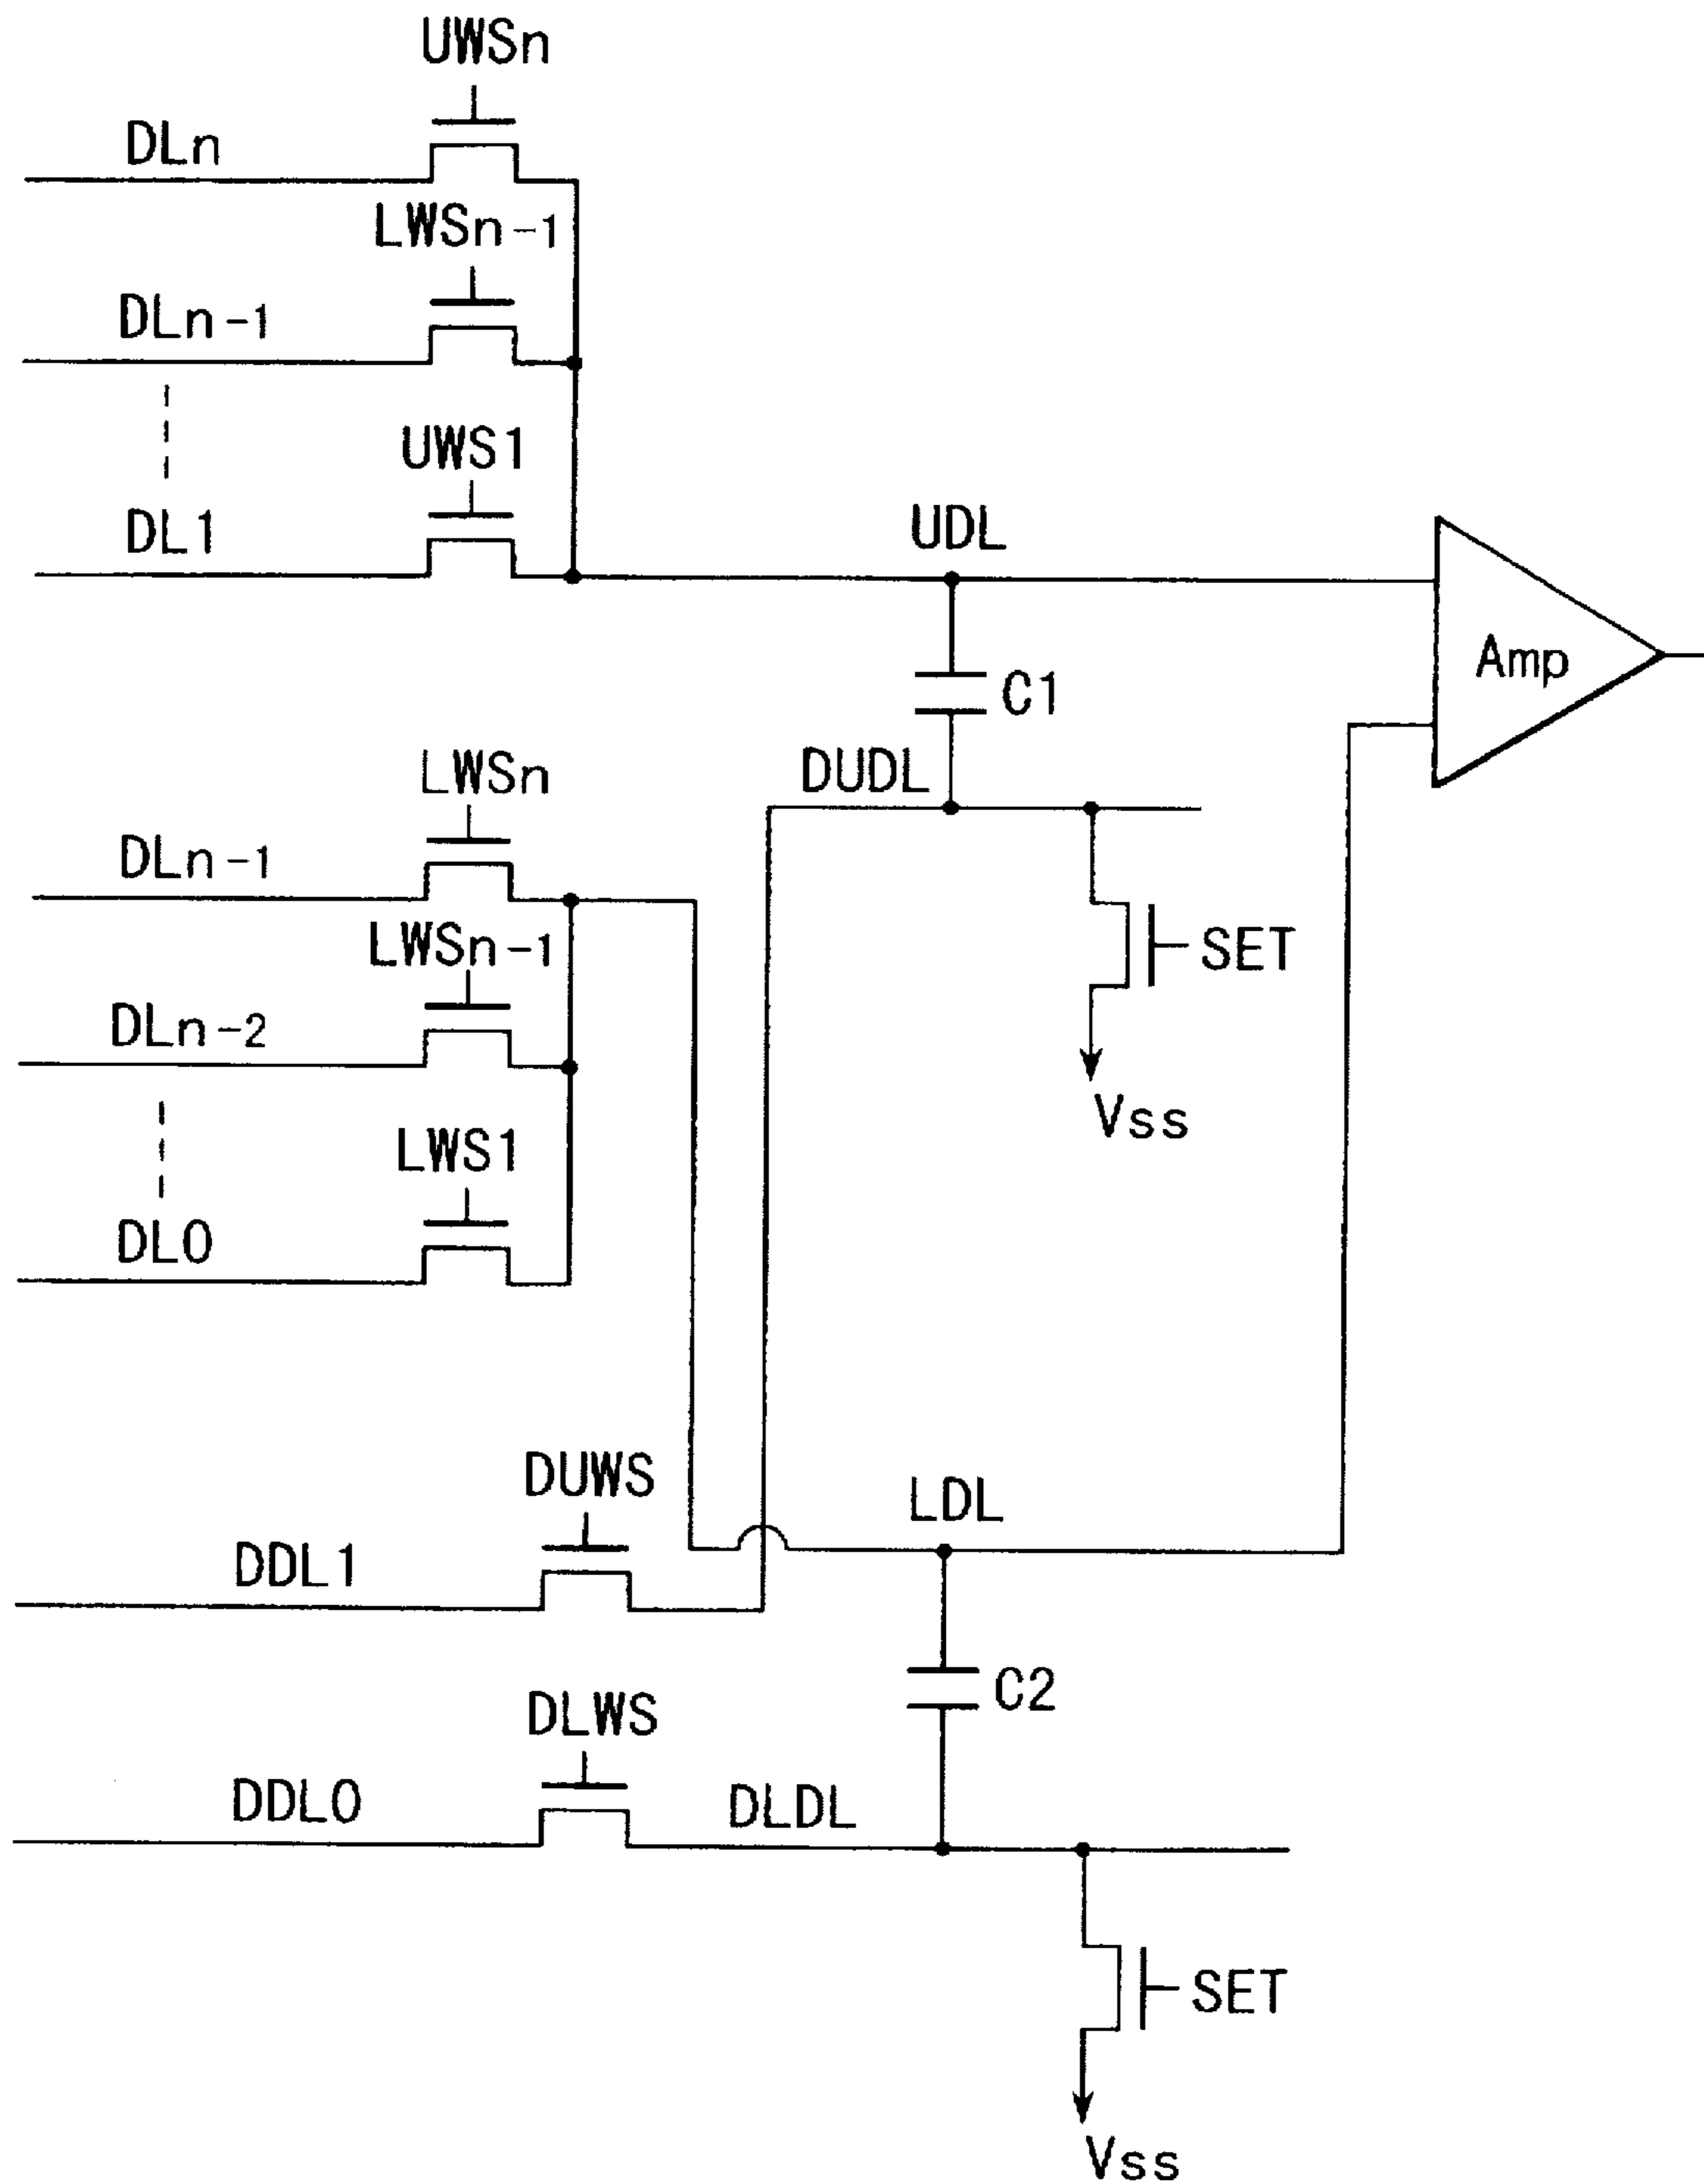 UWSn
DLn
LWSn-1
DLn-1
UWS1
DL1
UDL
Amp
C1
DUDL
LWSn
DLn-1
SET
LWSn-1
DLn-2
Vss
LWS1
DL0
DUWS
LDL
DDL1
C2
DLWS
DDL0
DLDL
SET
Vss